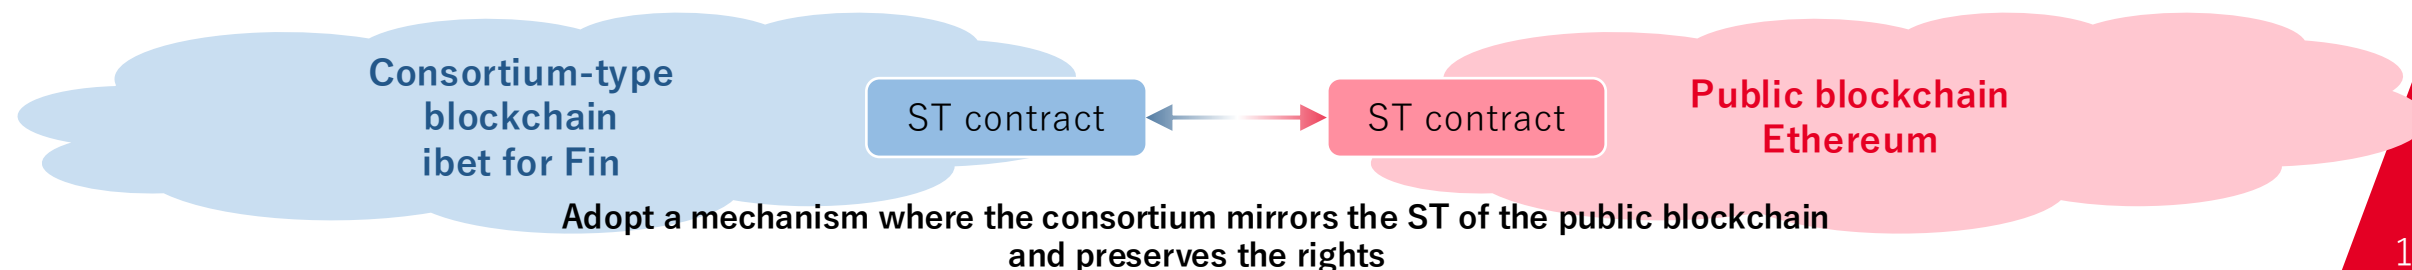 Consortium-type
blockchain
ibet for Fin
ST contract
ST contract
Public blockchain
Ethereum
Adopt a mechanism where the consortium mirrors the ST of the public blockchain
and preserves the rights
1